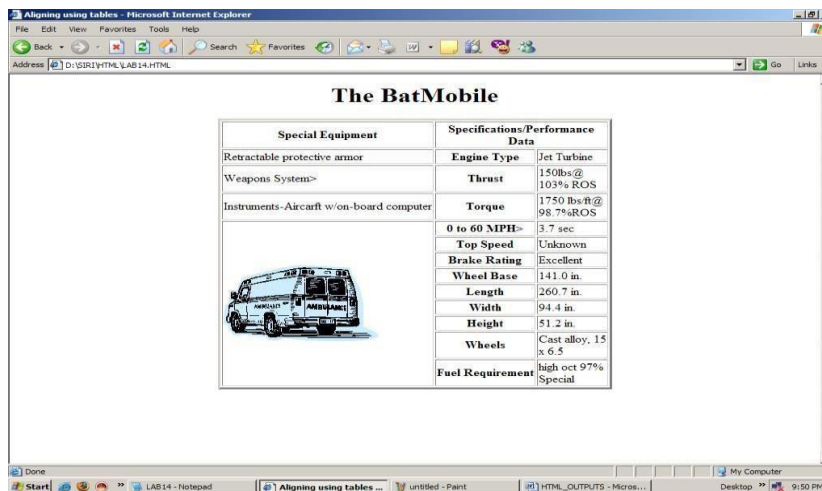 Aligning using tables - Microsoft Internet Explorer
File Edit View Favorites Tools Help
Back Search Favorites
Address D:\SIRI\HTML\LAB14.HTML Go Links
The BatMobile
Special Equipment
Specifications/Performance
Data
Retractable protective armor
Engine Type Jet Turbine
Weapons System>
Thrust
150lbs@
103% ROS
Instruments-Aircarft w/on-board computer
Torque
1750 lbs/ft@
98.7%ROS
0 to 60 MPH> 3.7 sec
Top Speed Unknown
Brake Rating Excellent
Wheel Base 141.0 in.
Length 260.7 in.
Width 94.4 in.
Height 51.2 in.
Wheels
Cast alloy, 15
x 6.5
Fuel Requirement
high oct 97%
Special
AMBULANCE AMBULANCE
Done My Computer
Start LAB14 - Notepad Aligning using tables ... untitled - Paint HTML_OUTPUTS - Micros... Desktop 9:50 PM